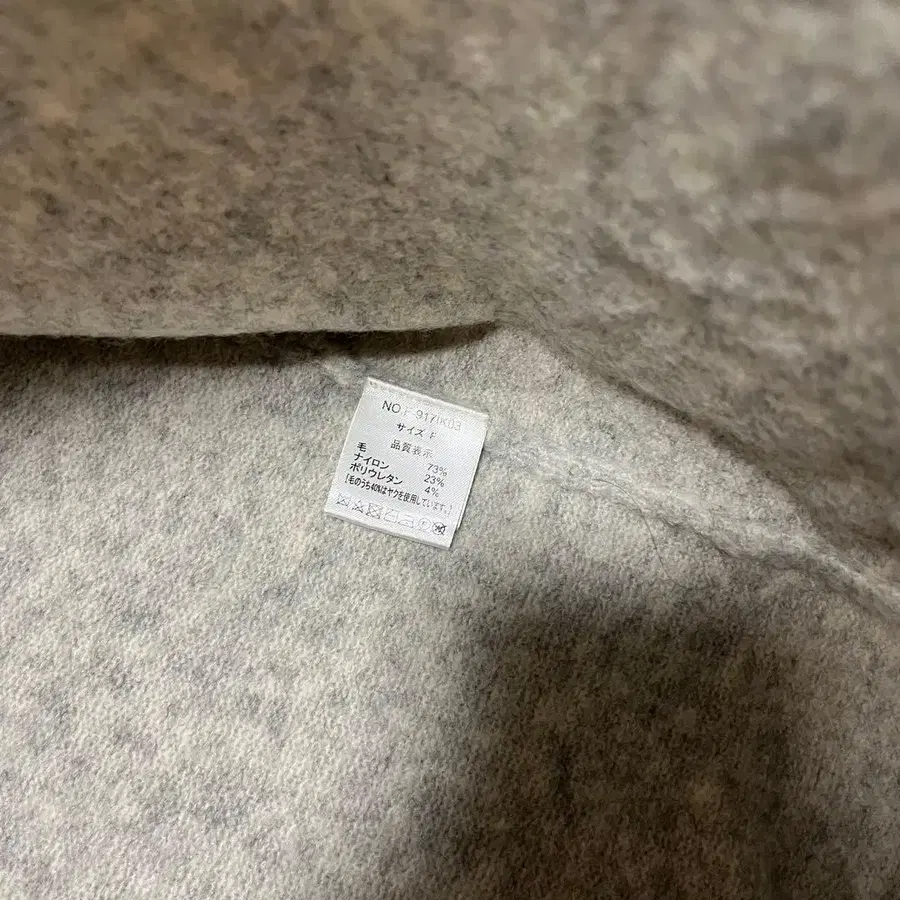 NO.F-917IK03
サイズ F
品質表示
毛 73%
ナイロン 23%
ポリウレタン 4%
[毛のうち40%はヤクを使用しています。]